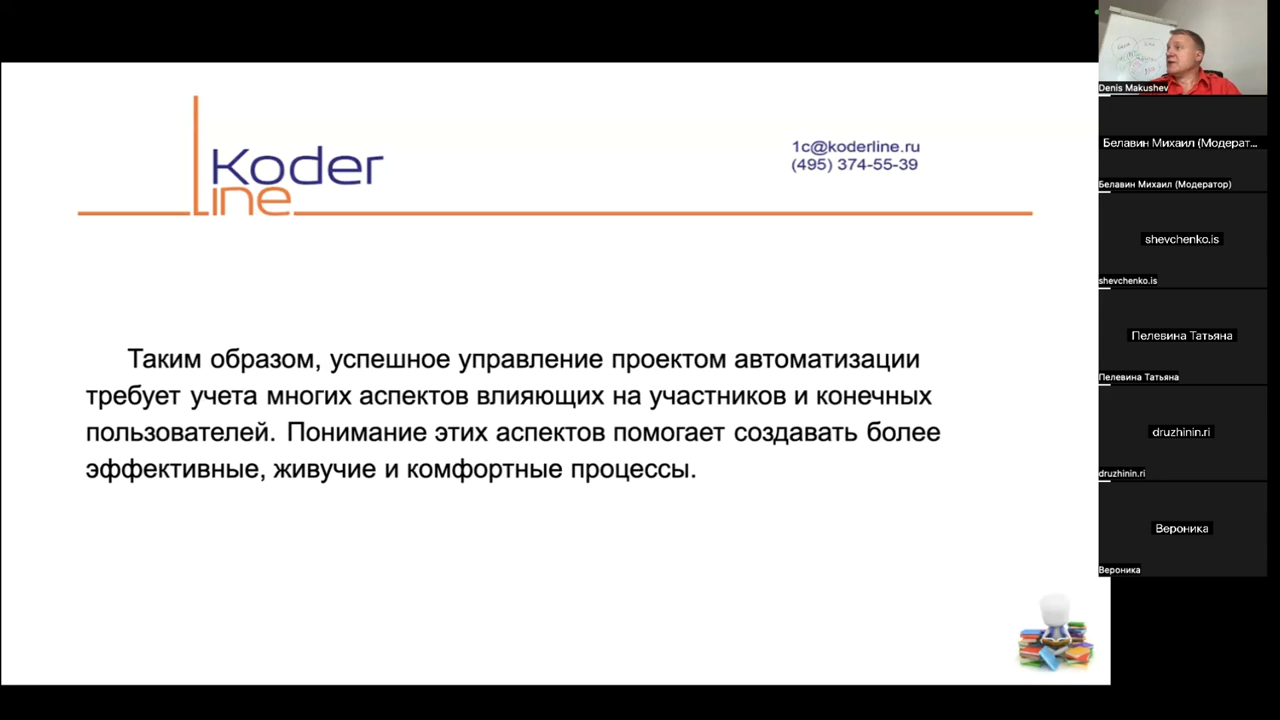 Koder
line
1c@koderline.ru
(495) 374-55-39
Таким образом, успешное управление проектом автоматизации
требует учета многих аспектов влияющих на участников и конечных
пользователей. Понимание этих аспектов помогает создавать более
эффективные, живучие и комфортные процессы.
Denis Makushev
Белавин Михаил (Модерат...
Белавин Михаил (Модератор)
shevchenko.is
shevchenko.is
Пелевина Татьяна
Пелевина Татьяна
druzhinin.ri
druzhinin.ri
Вероника
Вероника